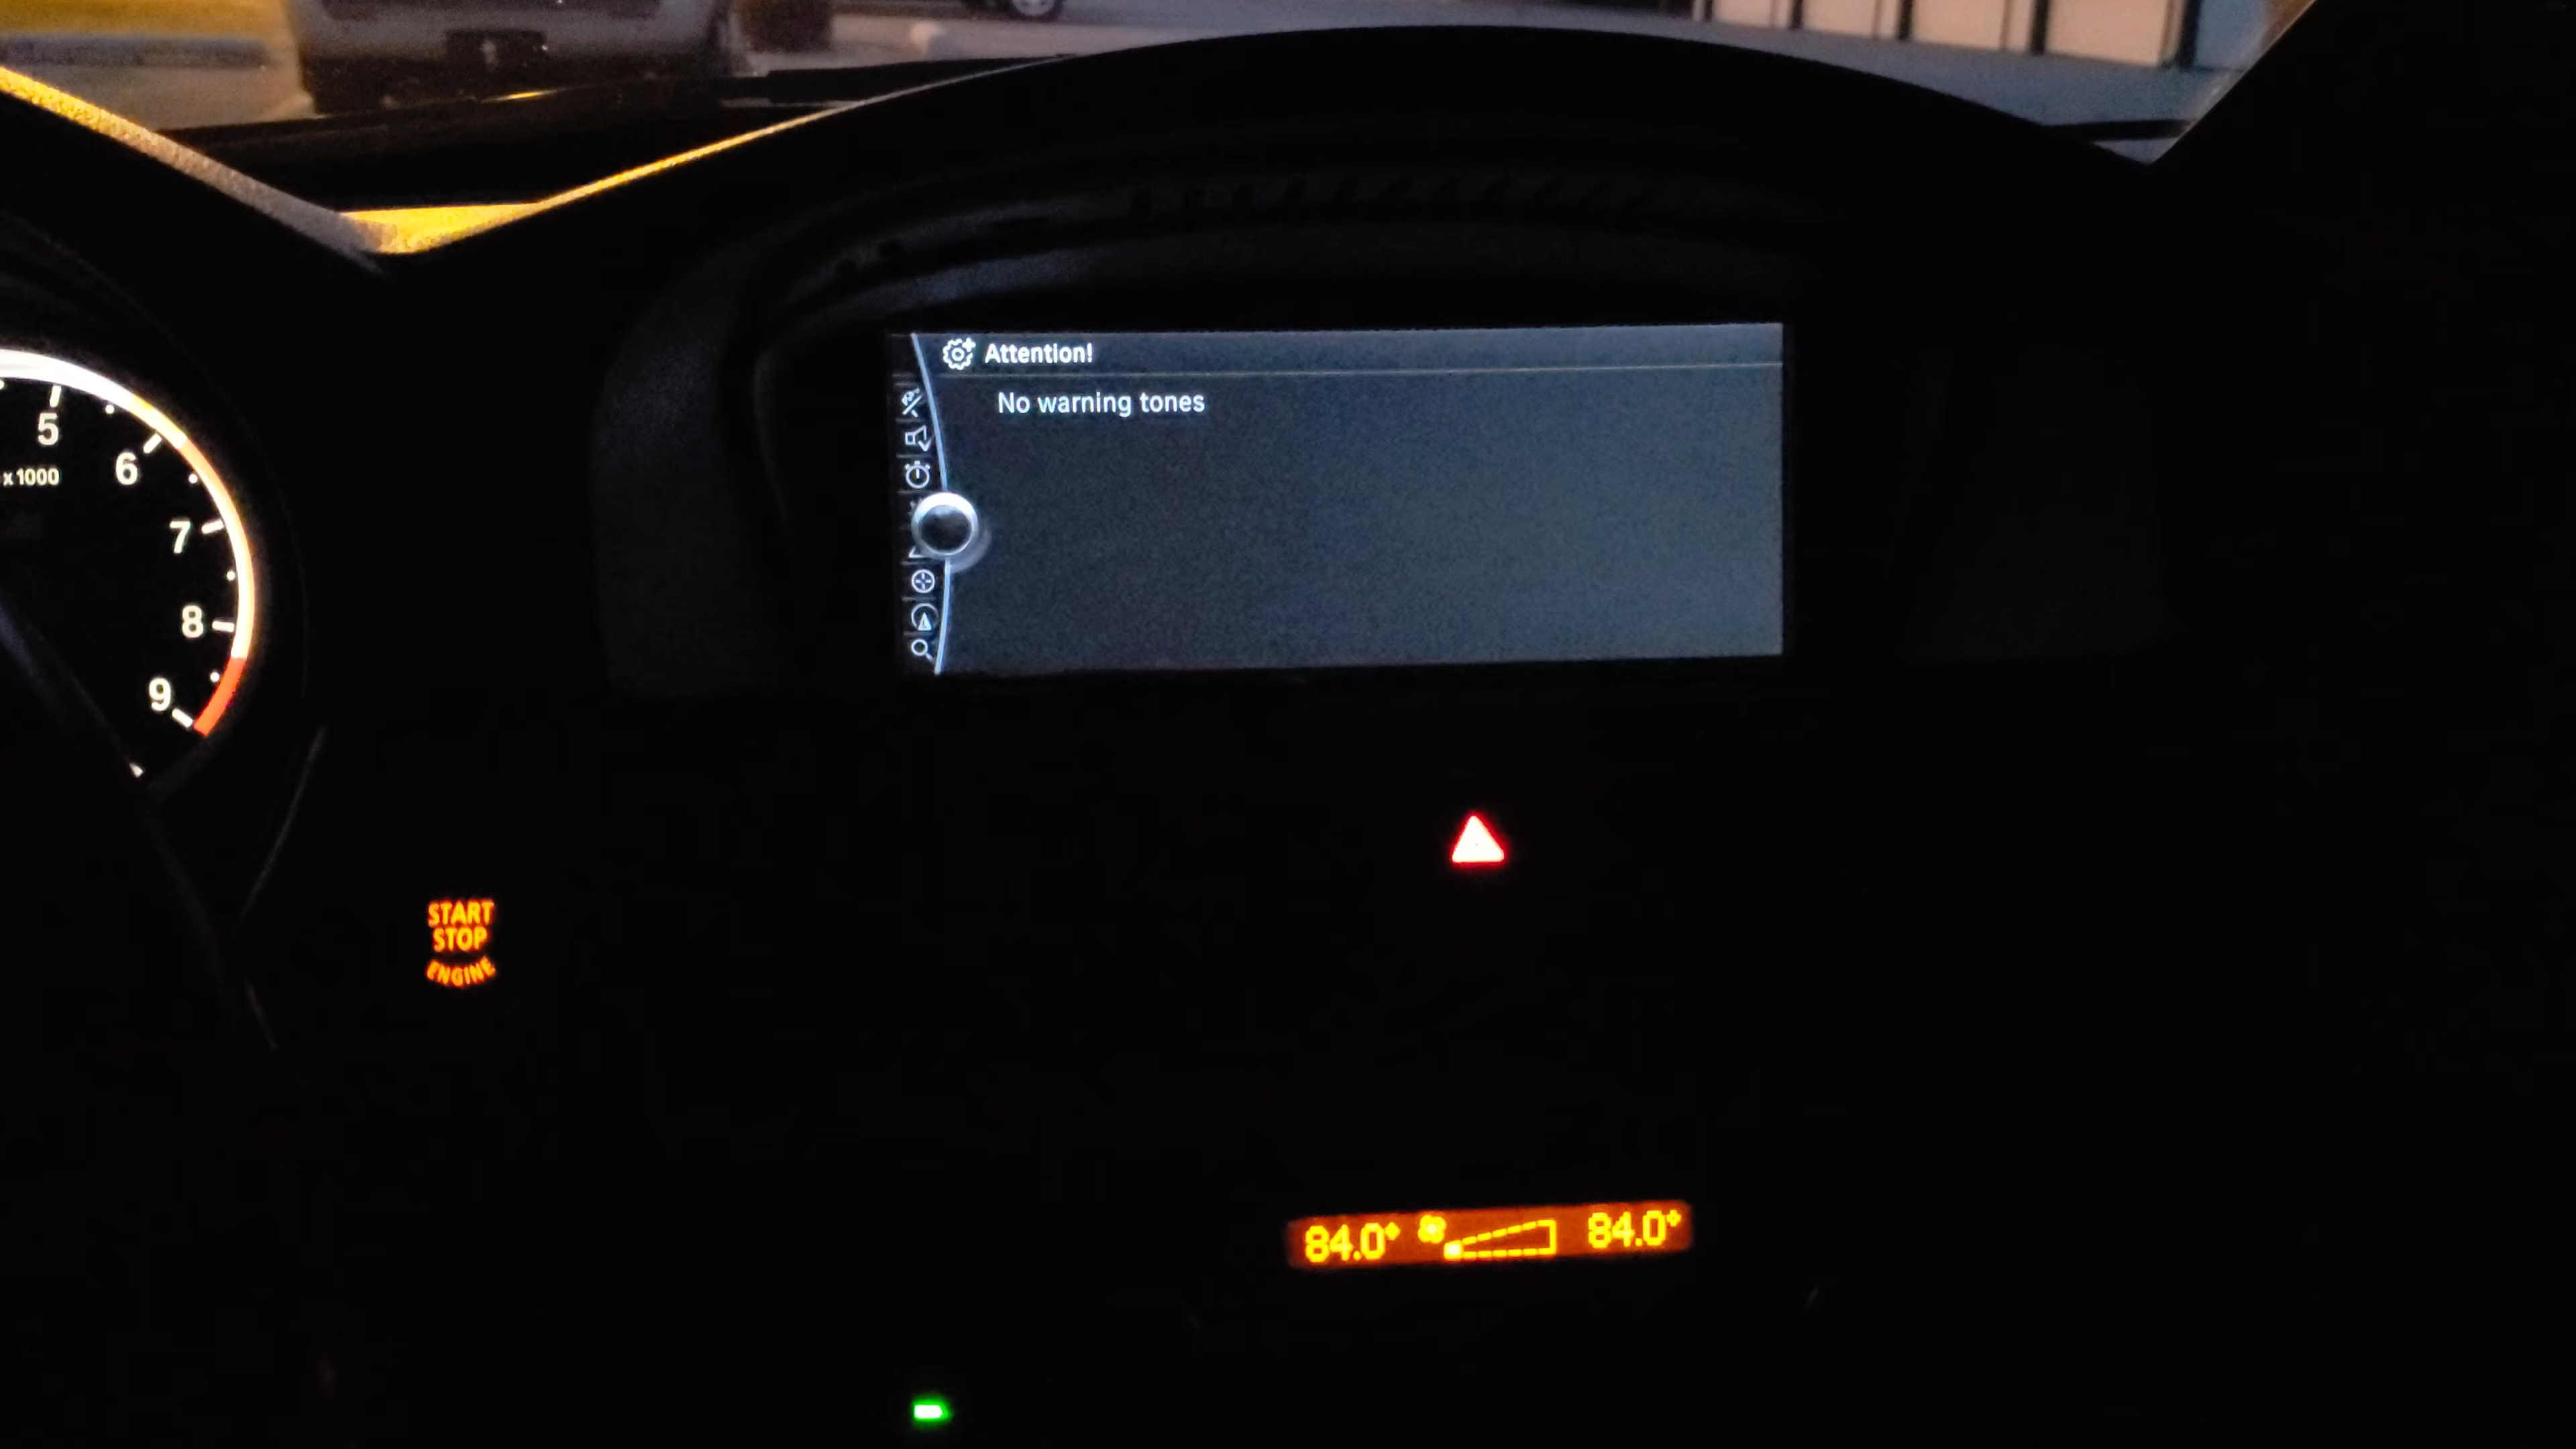 Attention!
No warning tones
5
6
7
8
9
x1000
START
STOP
ENGINE
84.0°
84.0°